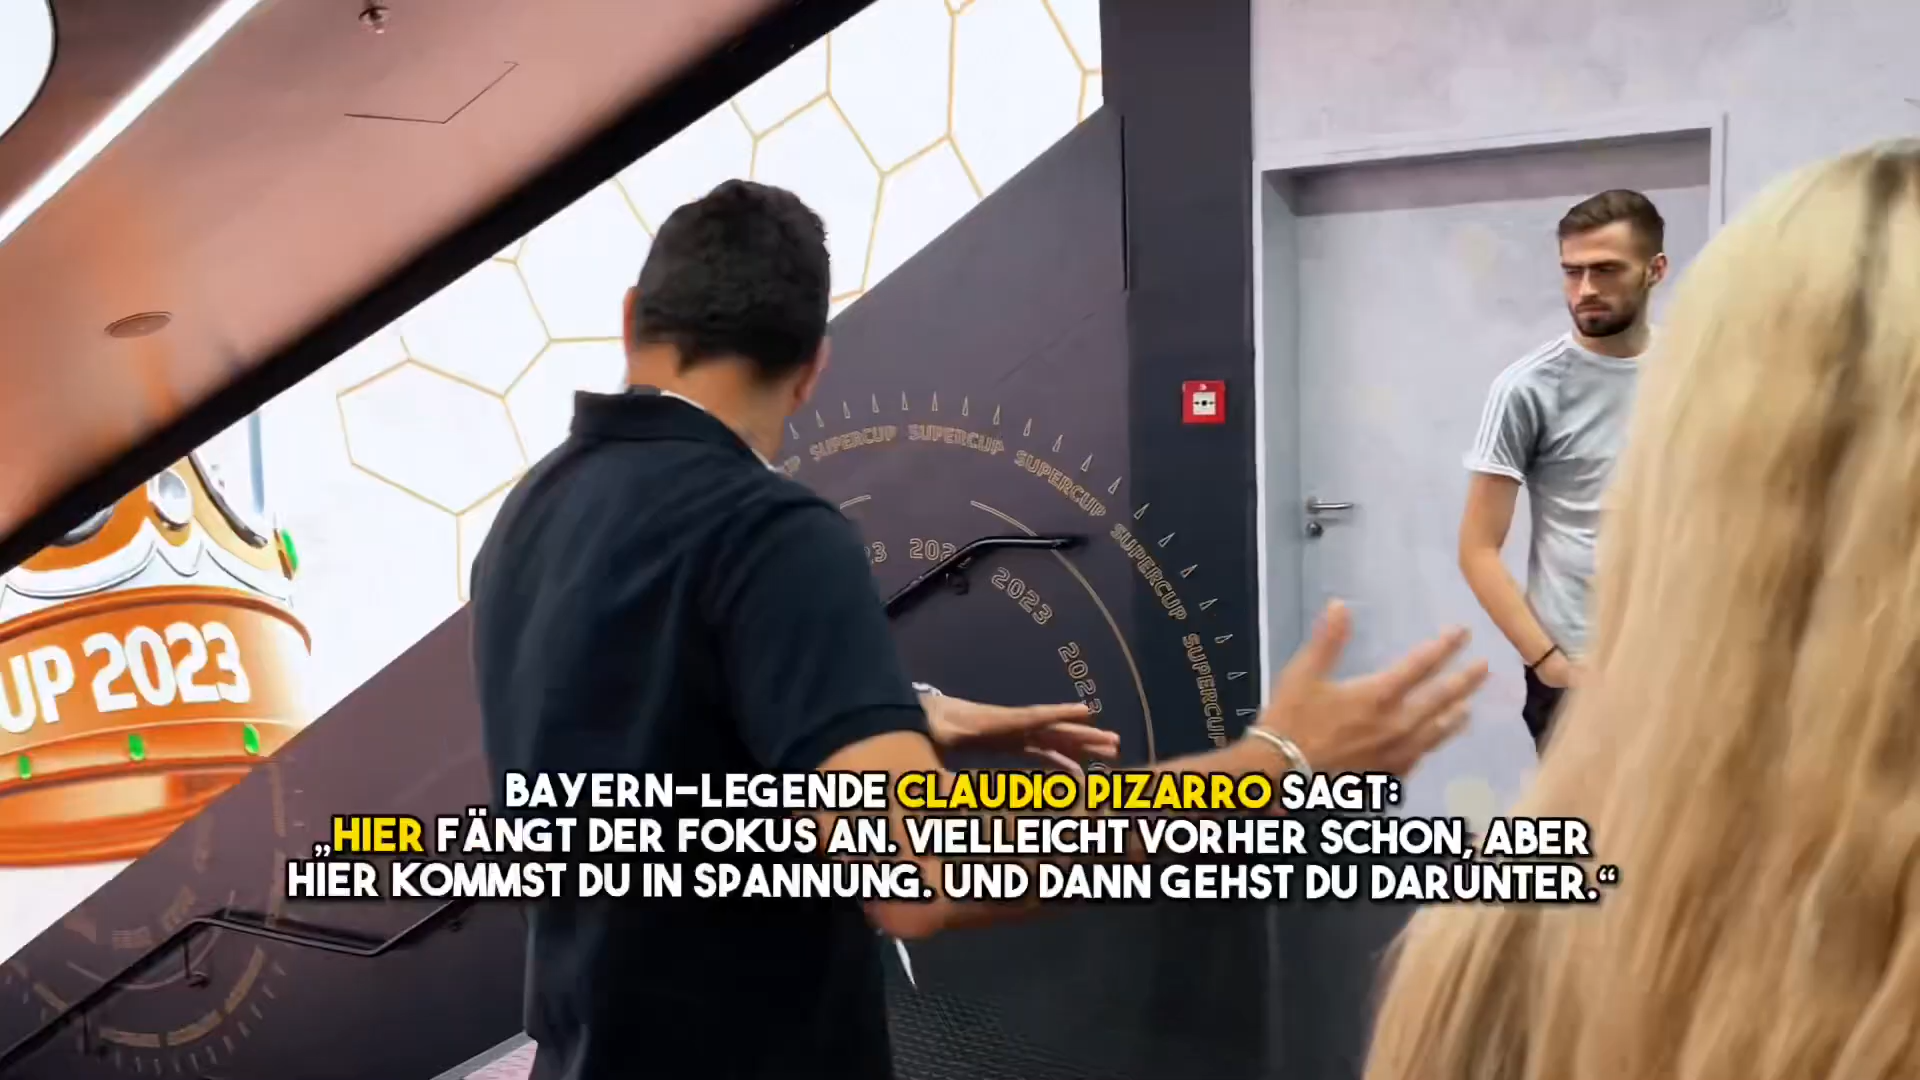 SUPERCUP SUPERCUP SUPERCUP SUPERCUP SUPERCUP
2023 2023
UP 2023
BAYERN-LEGENDE CLAUDIO PIZARRO SAGT:
„HIER FÄNGT DER FOKUS AN. VIELLEICHT VORHER SCHON, ABER
HIER KOMMST DU IN SPANNUNG. UND DANN GEHST DU DARUNTER.“